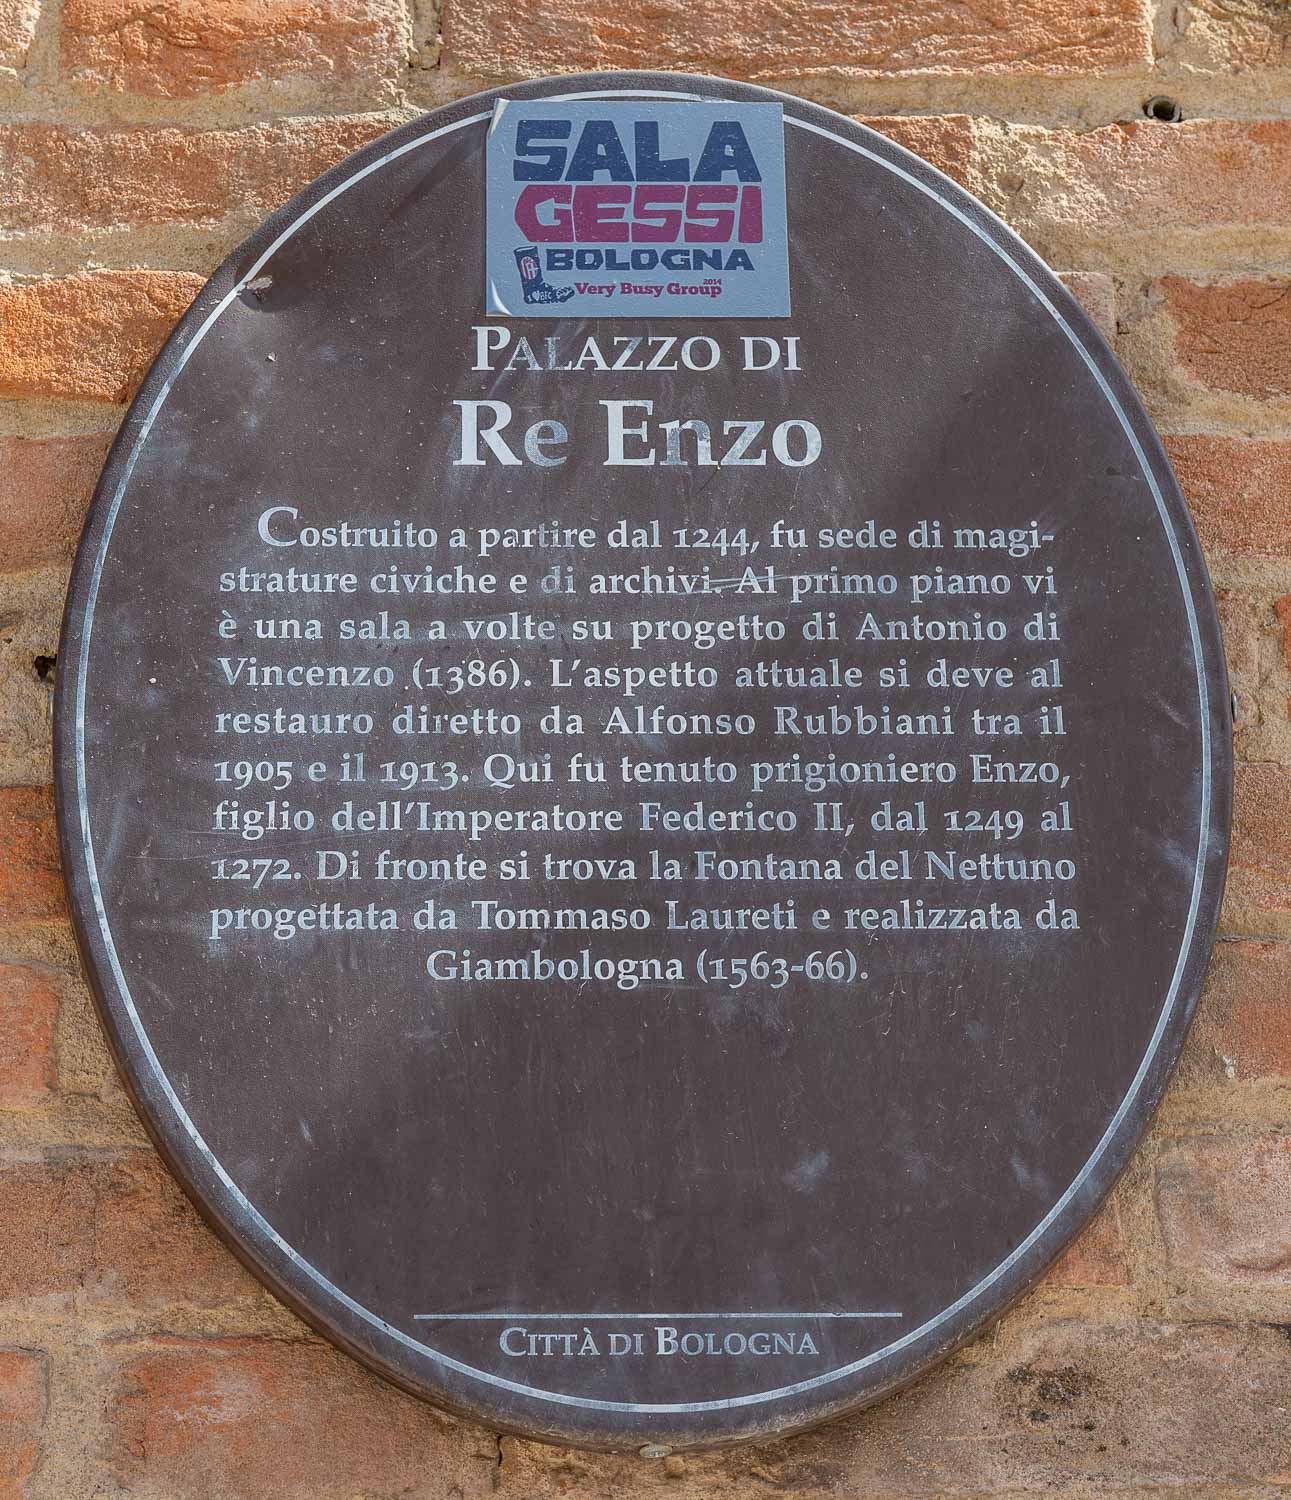 SALA
GESSI
BOLOGNA
2014
Very Busy Group
PALAZZO DI
RE ENZO
Costruito a partire dal 1244, fu sede di magi-
strature civiche e di archivi. Al primo piano vi
è una sala a volte su progetto di Antonio di
Vincenzo (1386). L'aspetto attuale si deve al
restauro diretto da Alfonso Rubbiani tra il
1905 e il 1913. Qui fu tenuto prigioniero Enzo,
figlio dell'Imperatore Federico II, dal 1249 al
1272. Di fronte si trova la Fontana del Nettuno
progettata da Tommaso Laureti e realizzata da
Giambologna (1563-66).
CITTÀ DI BOLOGNA